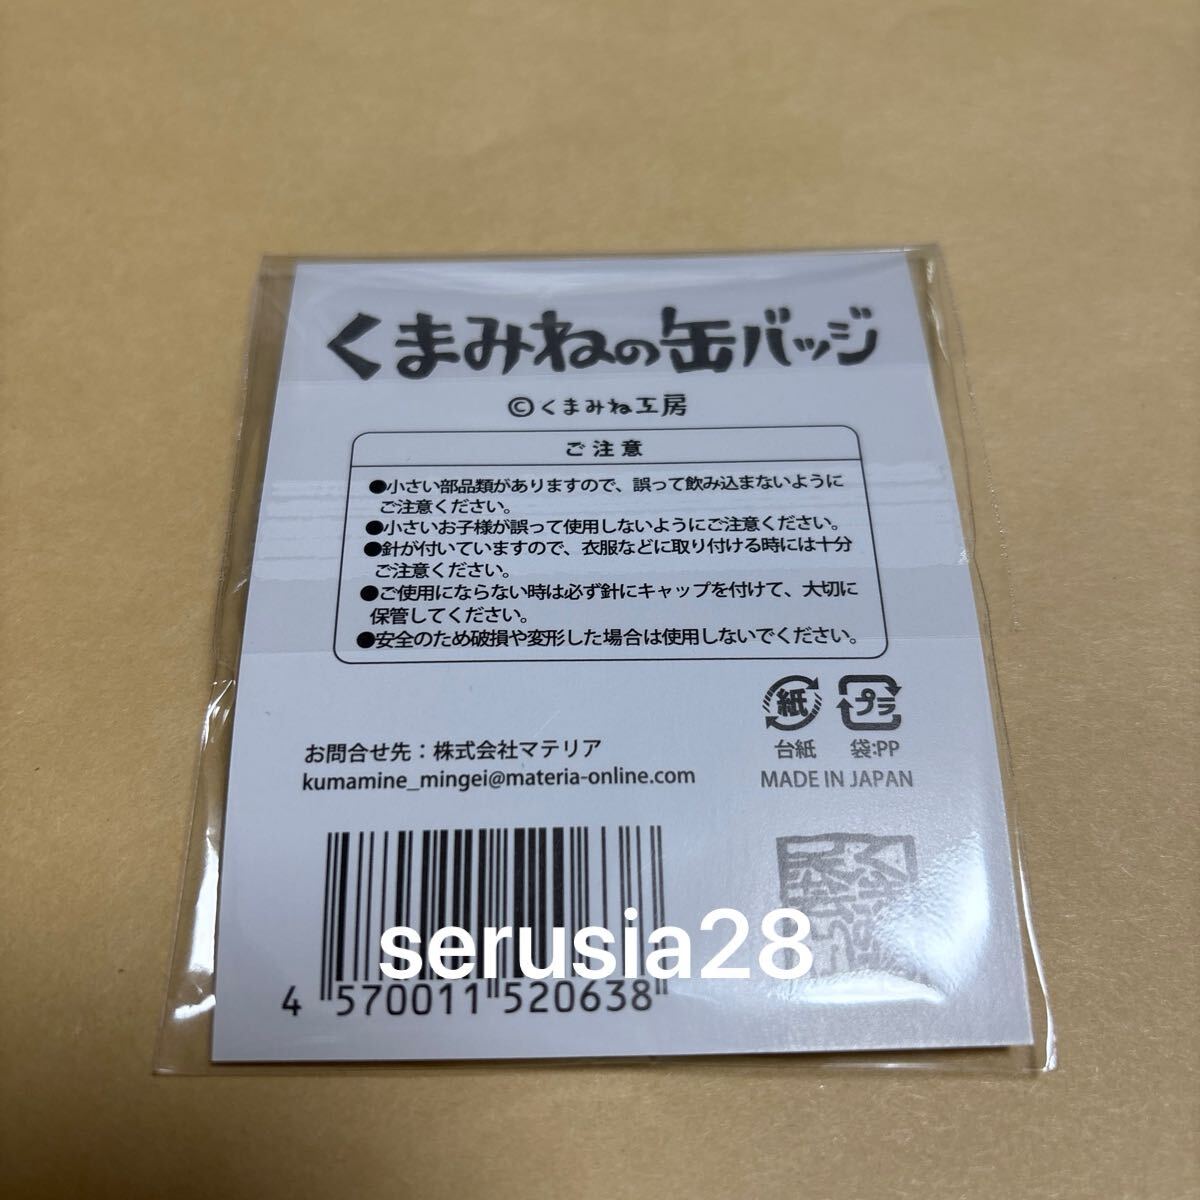 くまみねの缶バッジ
©くまみね工房
ご注意
●小さい部品類がありますので、誤って飲み込まないように
ご注意ください。
●小さいお子様が誤って使用しないようにご注意ください。
●針が付いていますので、衣服などに取り付ける時には十分
ご注意ください。
●ご使用にならない時は必ず針にキャップを付けて、大切に
保管してください。
●安全のため破損や変形した場合は使用しないでください。
紙 プラ
台紙 袋:PP
MADE IN JAPAN
お問合せ先：株式会社マテリア
kumamine_mingei@materia-online.com
serusia28
4 570011 520638